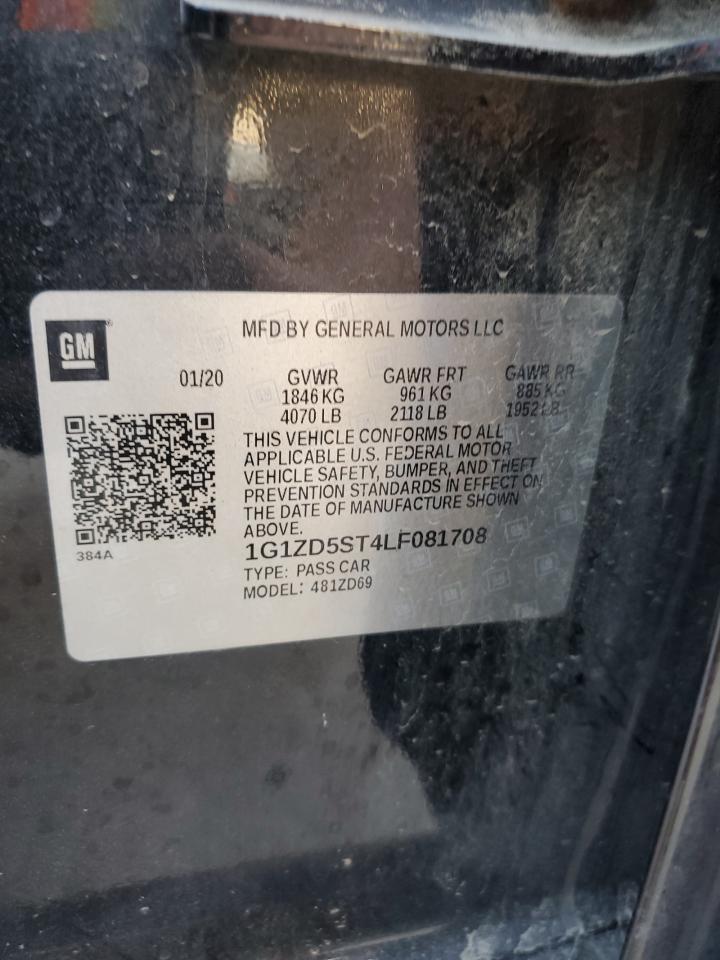 GM
MFD BY GENERAL MOTORS LLC
01/20 GVWR GAWR FRT GAWR RR
1846 KG 961 KG 885 KG
4070 LB 2118 LB 1952 LB
THIS VEHICLE CONFORMS TO ALL
APPLICABLE U.S. FEDERAL MOTOR
VEHICLE SAFETY, BUMPER, AND THEFT
PREVENTION STANDARDS IN EFFECT ON
THE DATE OF MANUFACTURE SHOWN
ABOVE.
1G1ZD5ST4LF081708
384A
TYPE: PASS CAR
MODEL: 481ZD69